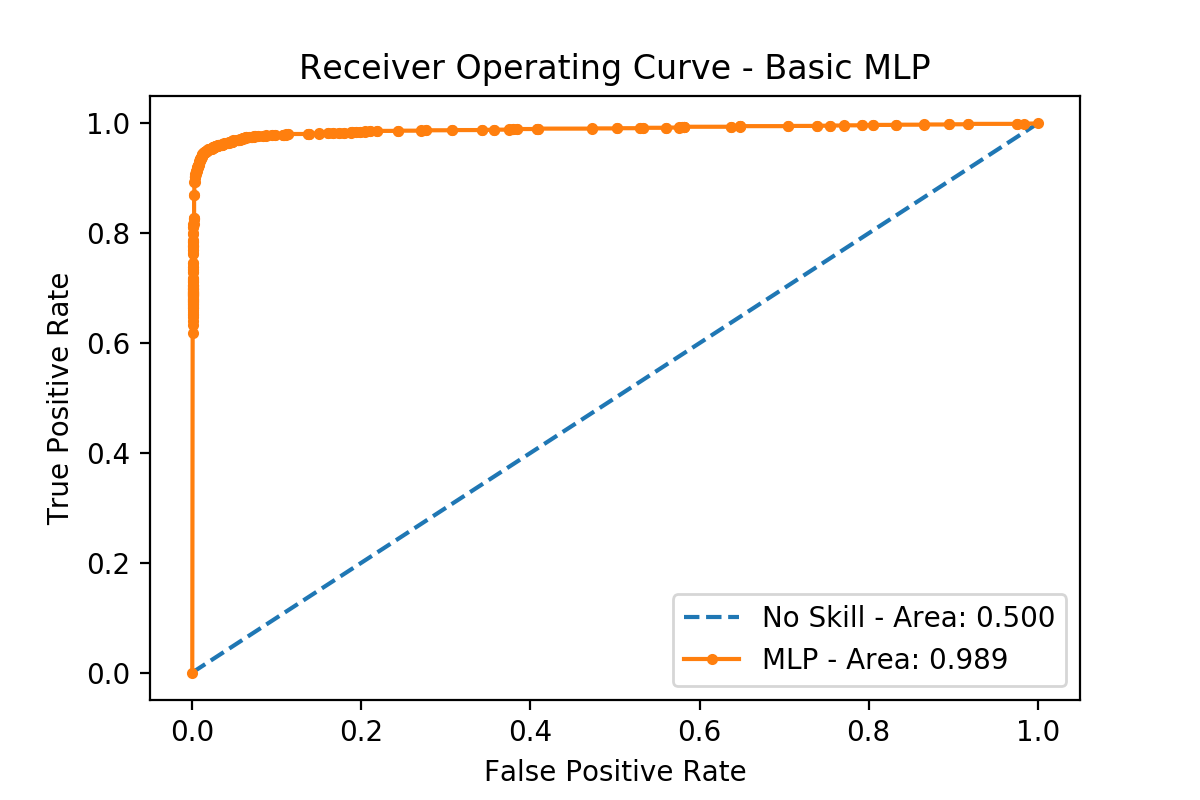 Receiver Operating Curve - Basic MLP
True Positive Rate
1.0
0.8
0.6
0.4
0.2
0.0
No Skill - Area: 0.500
MLP - Area: 0.989
0.0 0.2 0.4 0.6 0.8 1.0
False Positive Rate